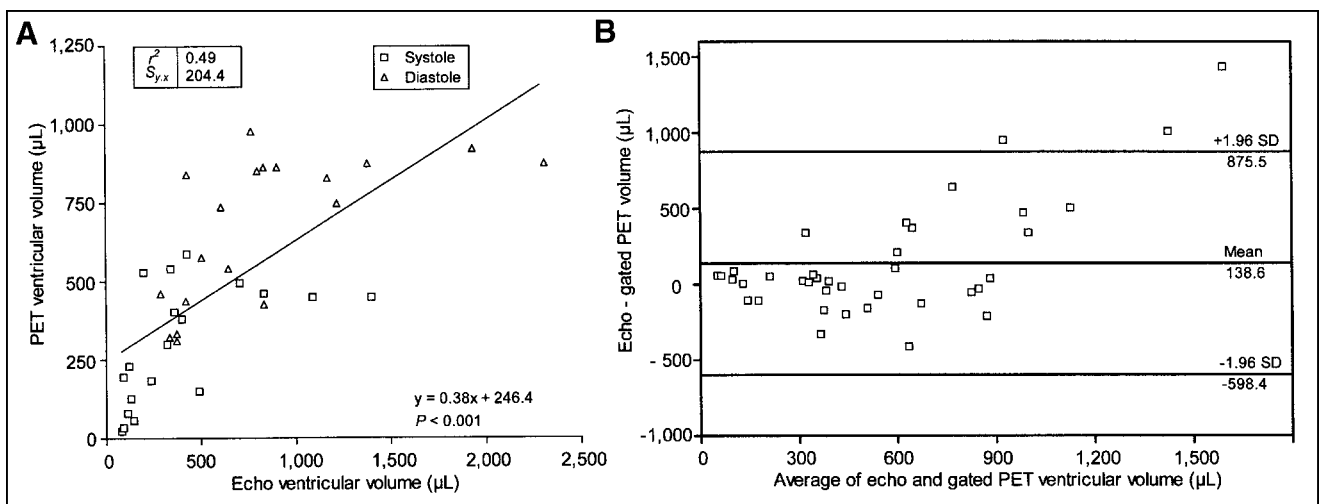 A
r² 0.49
Sy.x 204.4
Systole
Diastole
1,250
1,000
750
500
250
0
PET ventricular volume (µL)
y = 0.38x + 246.4
P < 0.001
0 500 1,000 1,500 2,000 2,500
Echo ventricular volume (µL)
B
1,500
1,000
500
0
- 500
-1,000
Echo - gated PET volume (µL)
+1.96 SD
875.5
Mean
138.6
-1.96 SD
-598.4
0 300 600 900 1,200 1,500
Average of echo and gated PET ventricular volume (µL)